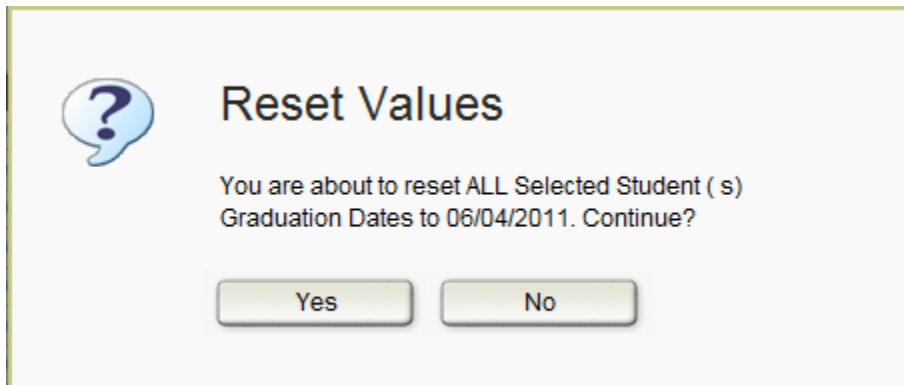 Reset Values
You are about to reset ALL Selected Student ( s)
Graduation Dates to 06/04/2011. Continue?
Yes
No